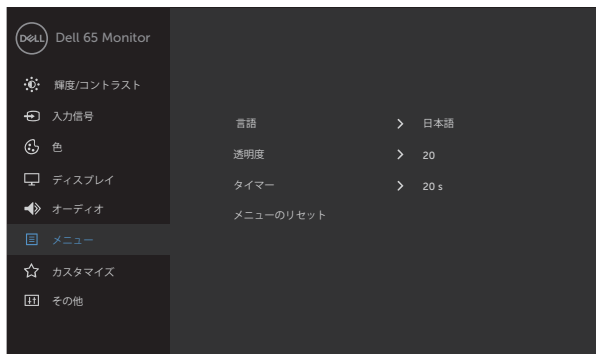 DELL Dell 65 Monitor
輝度/コントラスト
入力信号
色
ディスプレイ
オーディオ
メニュー
カスタマイズ
その他
言語 日本語
透明度 20
タイマー 20 s
メニューのリセット